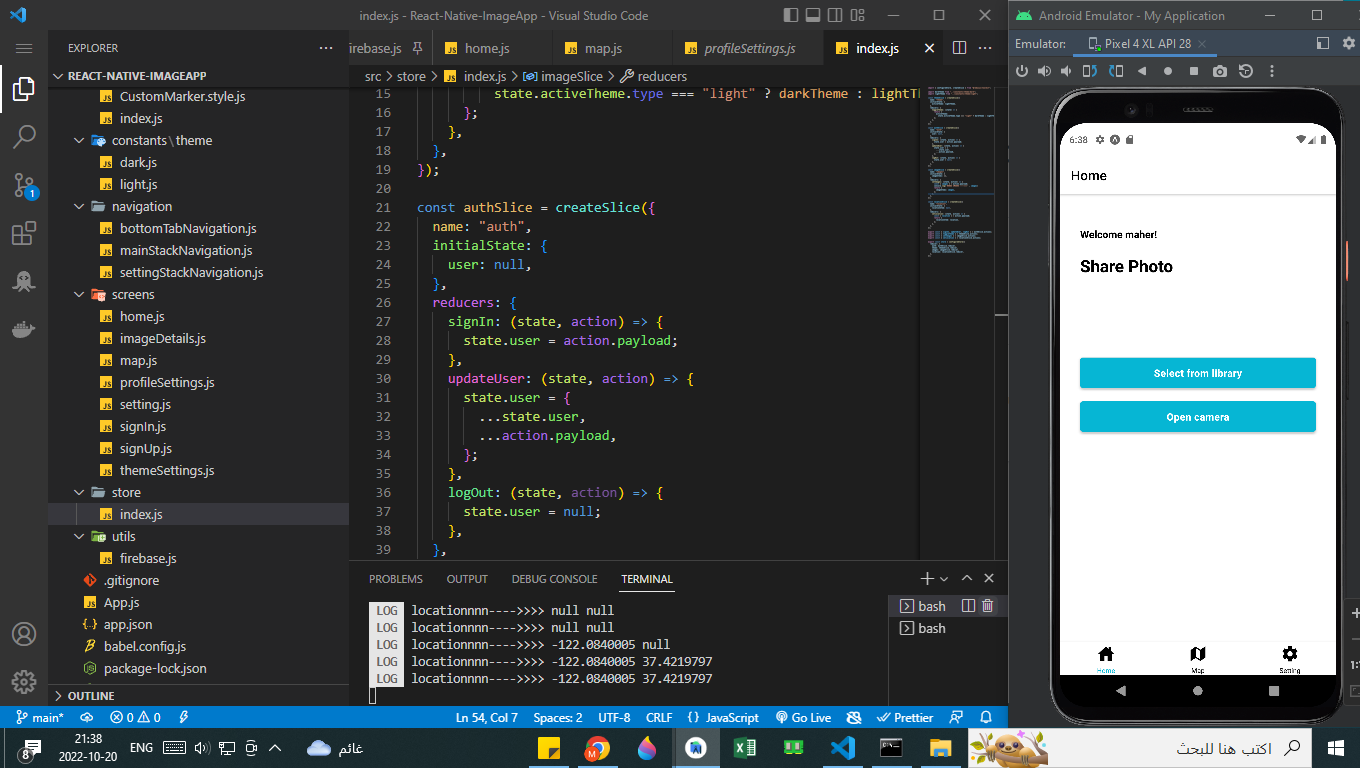 index.js - React-Native-ImageApp - Visual Studio Code
EXPLORER
REACT-NATIVE-IMAGEAPP
CustomMarker.style.js
index.js
constants\theme
dark.js
light.js
navigation
bottomTabNavigation.js
mainStackNavigation.js
settingStackNavigation.js
screens
home.js
imageDetails.js
map.js
profileSettings.js
setting.js
signIn.js
signUp.js
themeSettings.js
store
index.js
utils
firebase.js
.gitignore
App.js
app.json
babel.config.js
package-lock.json
OUTLINE
1
irebase.js
home.js
map.js
profileSettings.js
index.js
src > store > index.js > imageSlice > reducers
15 state.activeTheme.type === "light" ? darkTheme : lightTh
16 };
17 },
18 },
19 });
20
21 const authSlice = createSlice({
22 name: "auth",
23 initialState: {
24 user: null,
25 },
26 reducers: {
27 signIn: (state, action) => {
28 state.user = action.payload;
29 },
30 updateUser: (state, action) => {
31 state.user = {
32 ...state.user,
33 ...action.payload,
34 };
35 },
36 logOut: (state, action) => {
37 state.user = null;
38 },
39 },
PROBLEMS OUTPUT DEBUG CONSOLE TERMINAL
LOG locationnnn---->>>> null null
LOG locationnnn---->>>> null null
LOG locationnnn---->>>> -122.0840005 null
LOG locationnnn---->>>> -122.0840005 37.4219797
LOG locationnnn---->>>> -122.0840005 37.4219797
bash
bash
main* 0 0 Ln 54, Col 7 Spaces: 2 UTF-8 CRLF {} JavaScript Go Live Prettier
Android Emulator - My Application
Emulator: Pixel 4 XL API 28
6:38
Home
Welcome maher!
Share Photo
Select from library
Open camera
Home
Map
Setting
8
21:38
2022-10-20
ENG
غائم
اكتب هنا للبحث